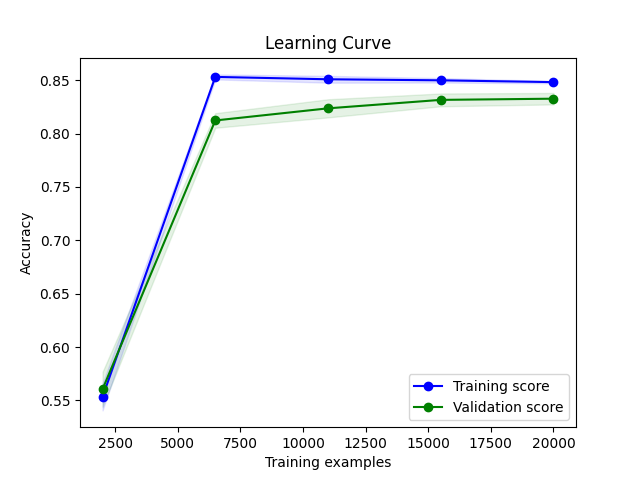 Learning Curve
Accuracy
0.85
0.80
0.75
0.70
0.65
0.60
0.55
Training score
Validation score
2500 5000 7500 10000 12500 15000 17500 20000
Training examples